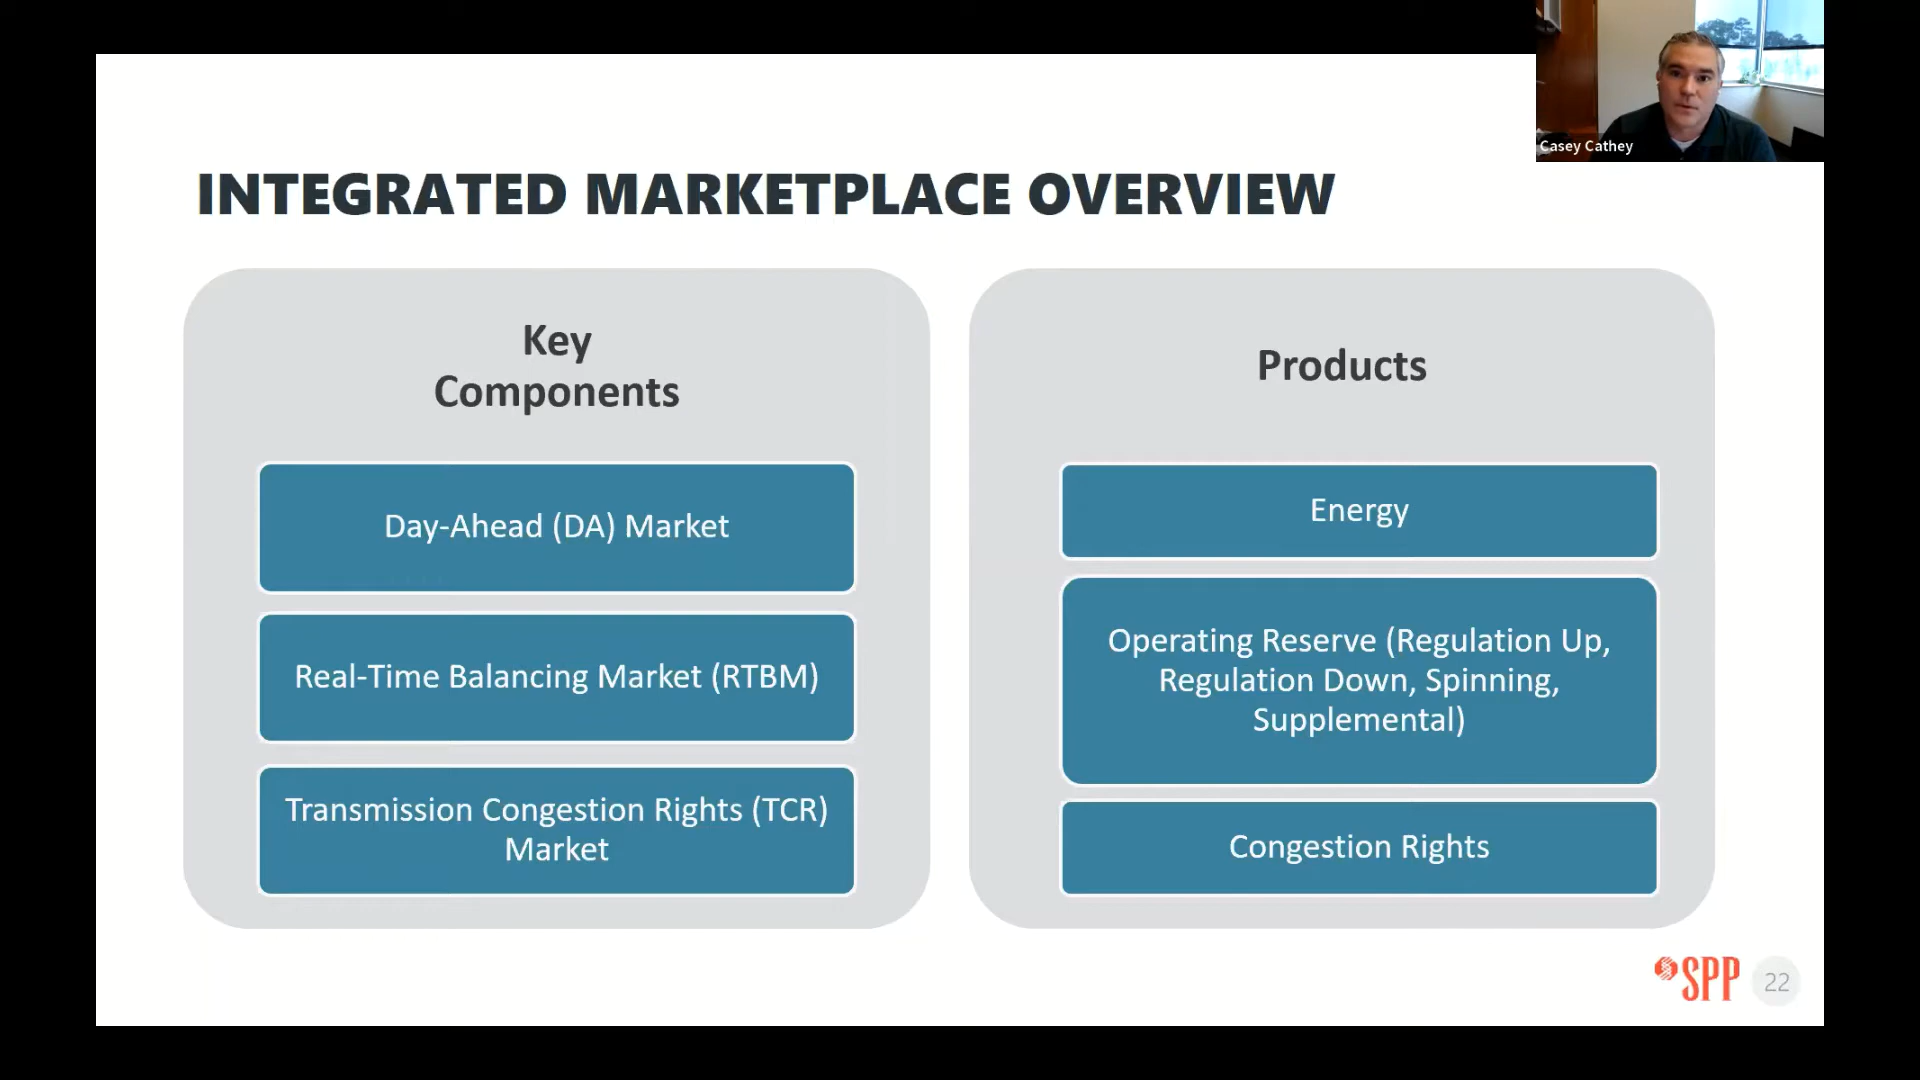 Casey Cathey
INTEGRATED MARKETPLACE OVERVIEW
Key
Components
Day-Ahead (DA) Market
Real-Time Balancing Market (RTBM)
Transmission Congestion Rights (TCR)
Market
Products
Energy
Operating Reserve (Regulation Up,
Regulation Down, Spinning,
Supplemental)
Congestion Rights
SPP
22